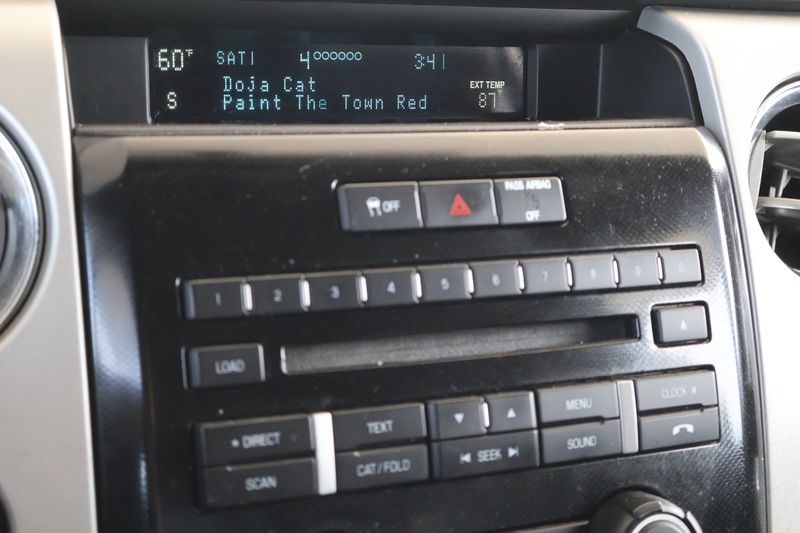 60°F SAT1 4°°°°°° 3:41
Doja Cat EXT TEMP
S Paint The Town Red 87°F
OFF PASS AIRBAG
OFF
1 2 3 4 5 6 7 8 9 0
LOAD
DIRECT TEXT MENU CLOCK
SCAN CAT/FOLD SEEK SOUND